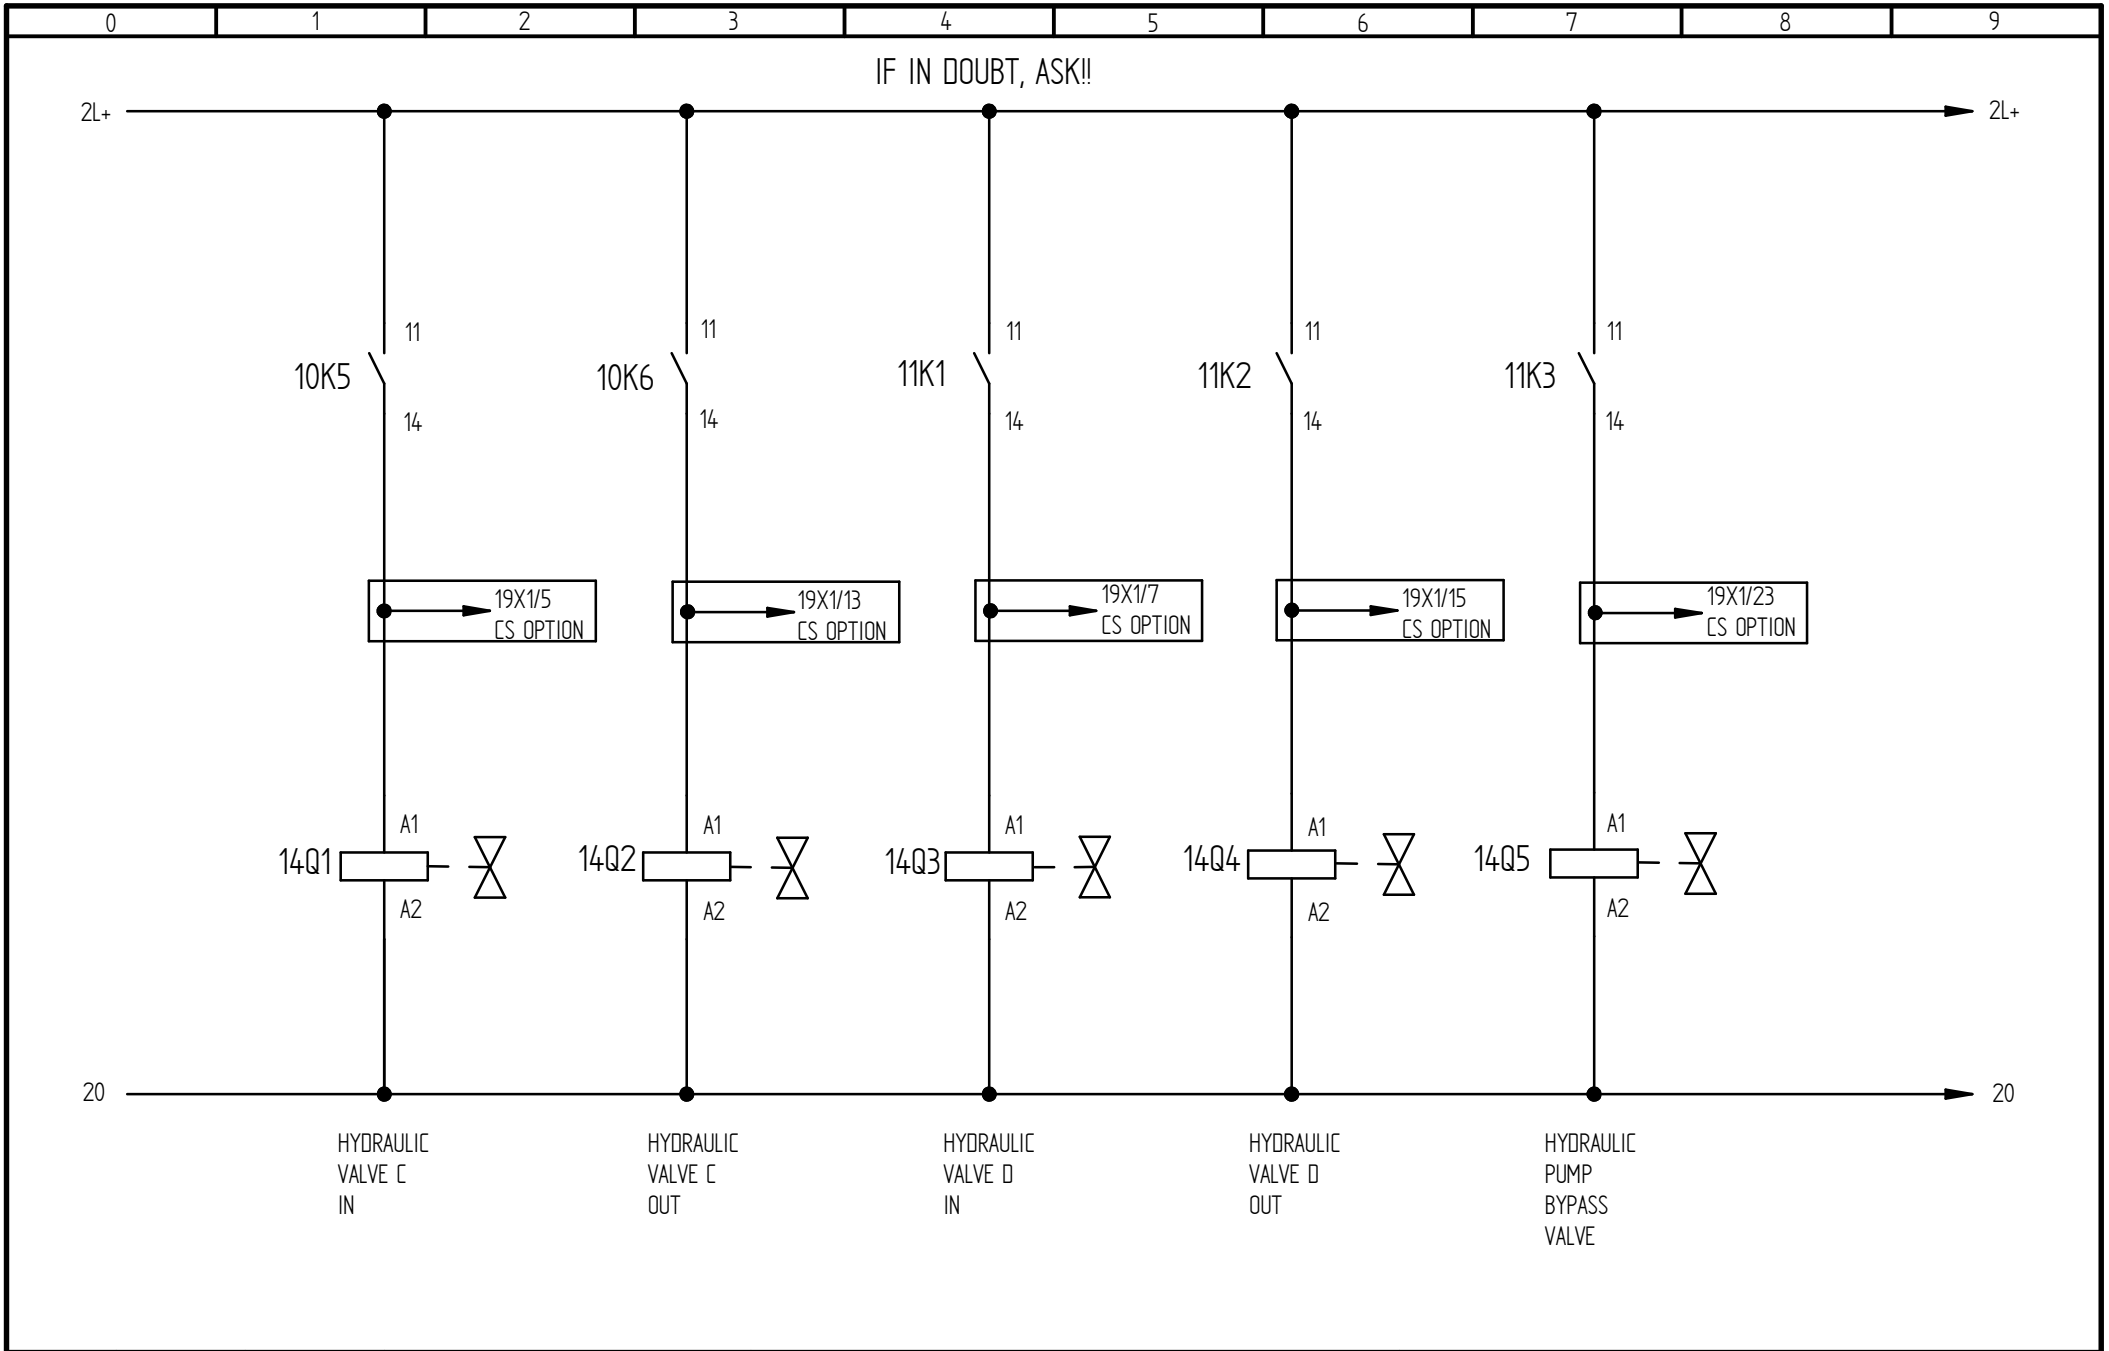 0 1 2 3 4 5 6 7 8 9
IF IN DOUBT, ASK!!
2L+ 2L+
11 11 11 11 11
10K5 10K6 11K1 11K2 11K3
14 14 14 14 14
19X1/5 19X1/13 19X1/7 19X1/15 19X1/23
CS OPTION CS OPTION CS OPTION CS OPTION CS OPTION
A1 A1 A1 A1 A1
14Q1 14Q2 14Q3 14Q4 14Q5
A2 A2 A2 A2 A2
20 20
HYDRAULIC
VALVE C
IN
HYDRAULIC
VALVE C
OUT
HYDRAULIC
VALVE D
IN
HYDRAULIC
VALVE D
OUT
HYDRAULIC
PUMP
BYPASS
VALVE